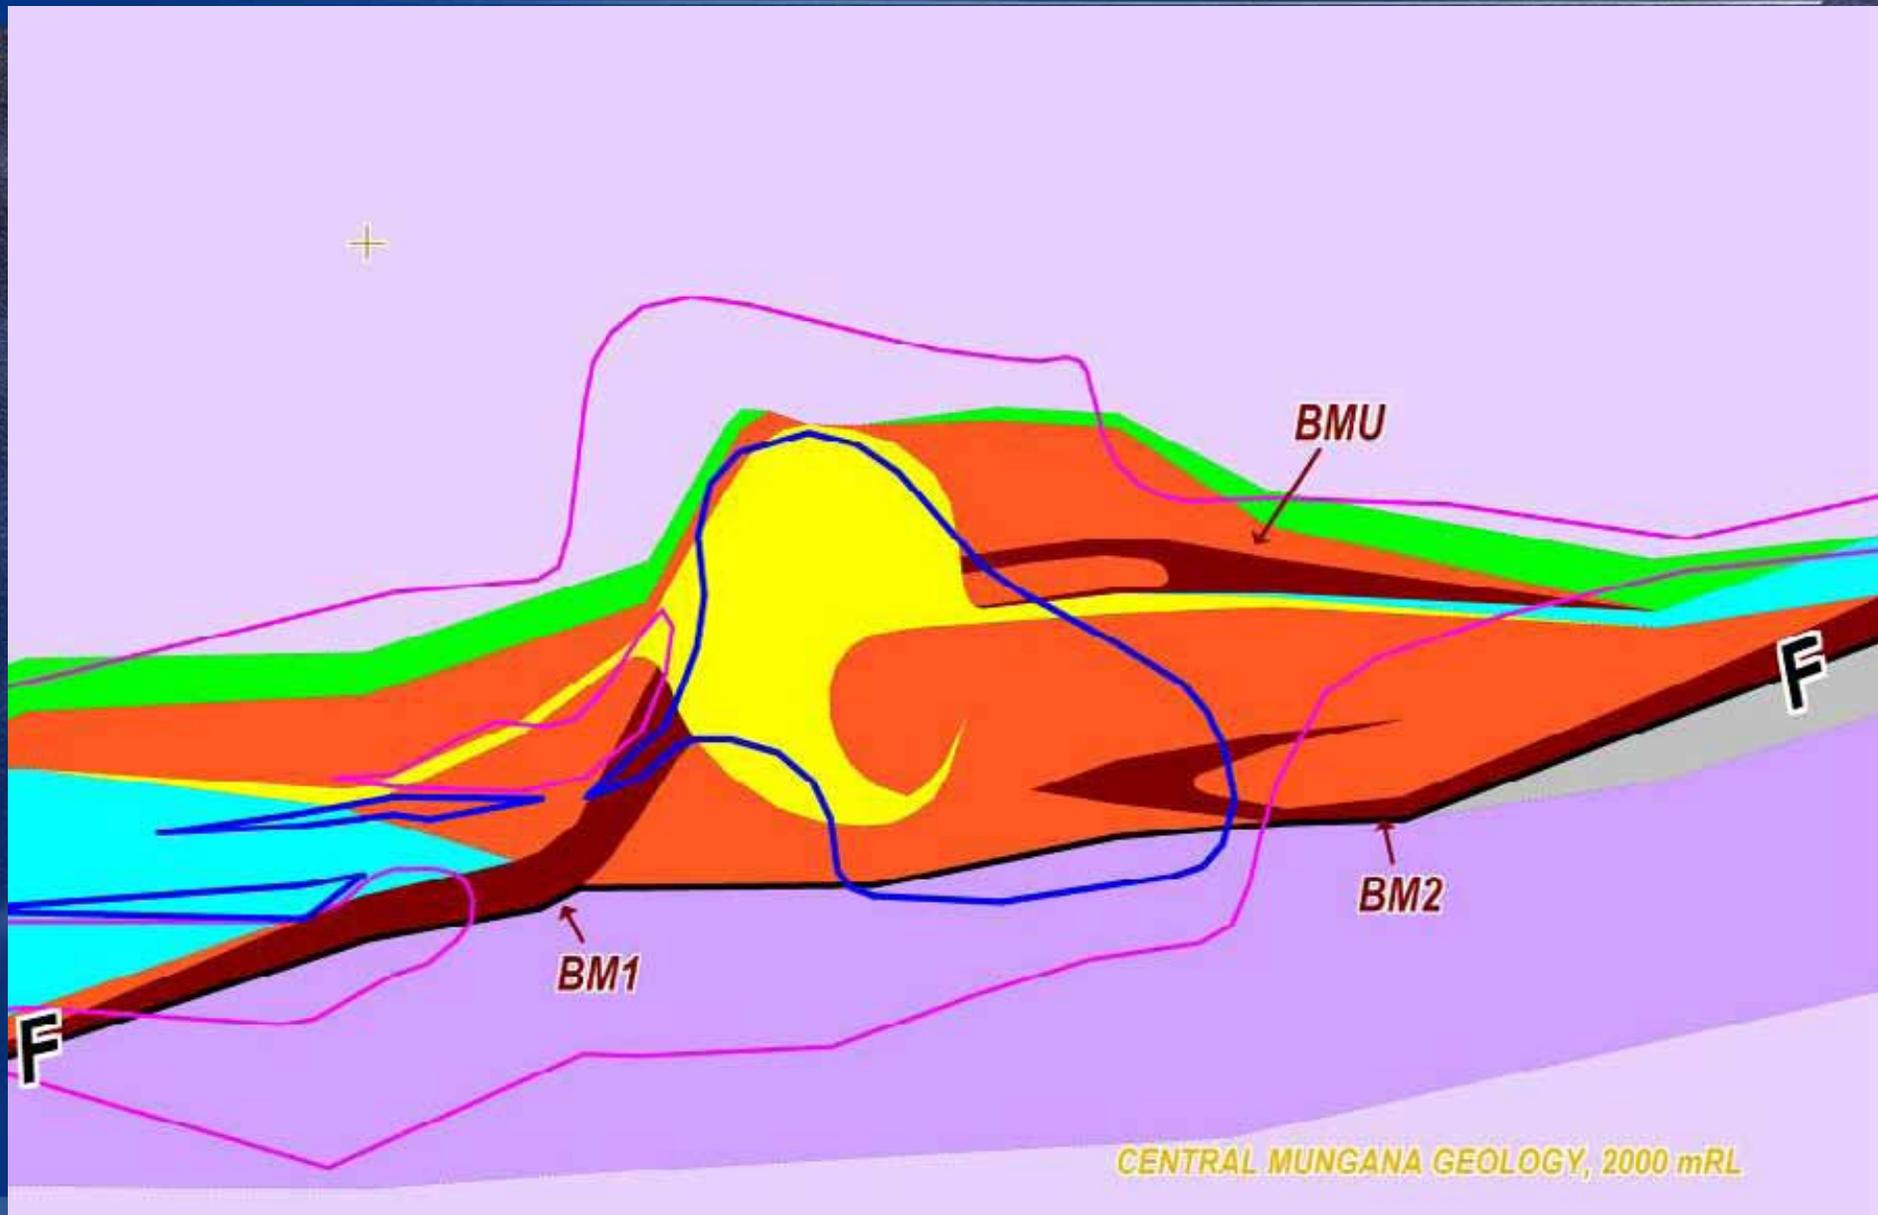 BMU
F
BM2
BM1
F
CENTRAL MUNGANA GEOLOGY, 2000 mRL